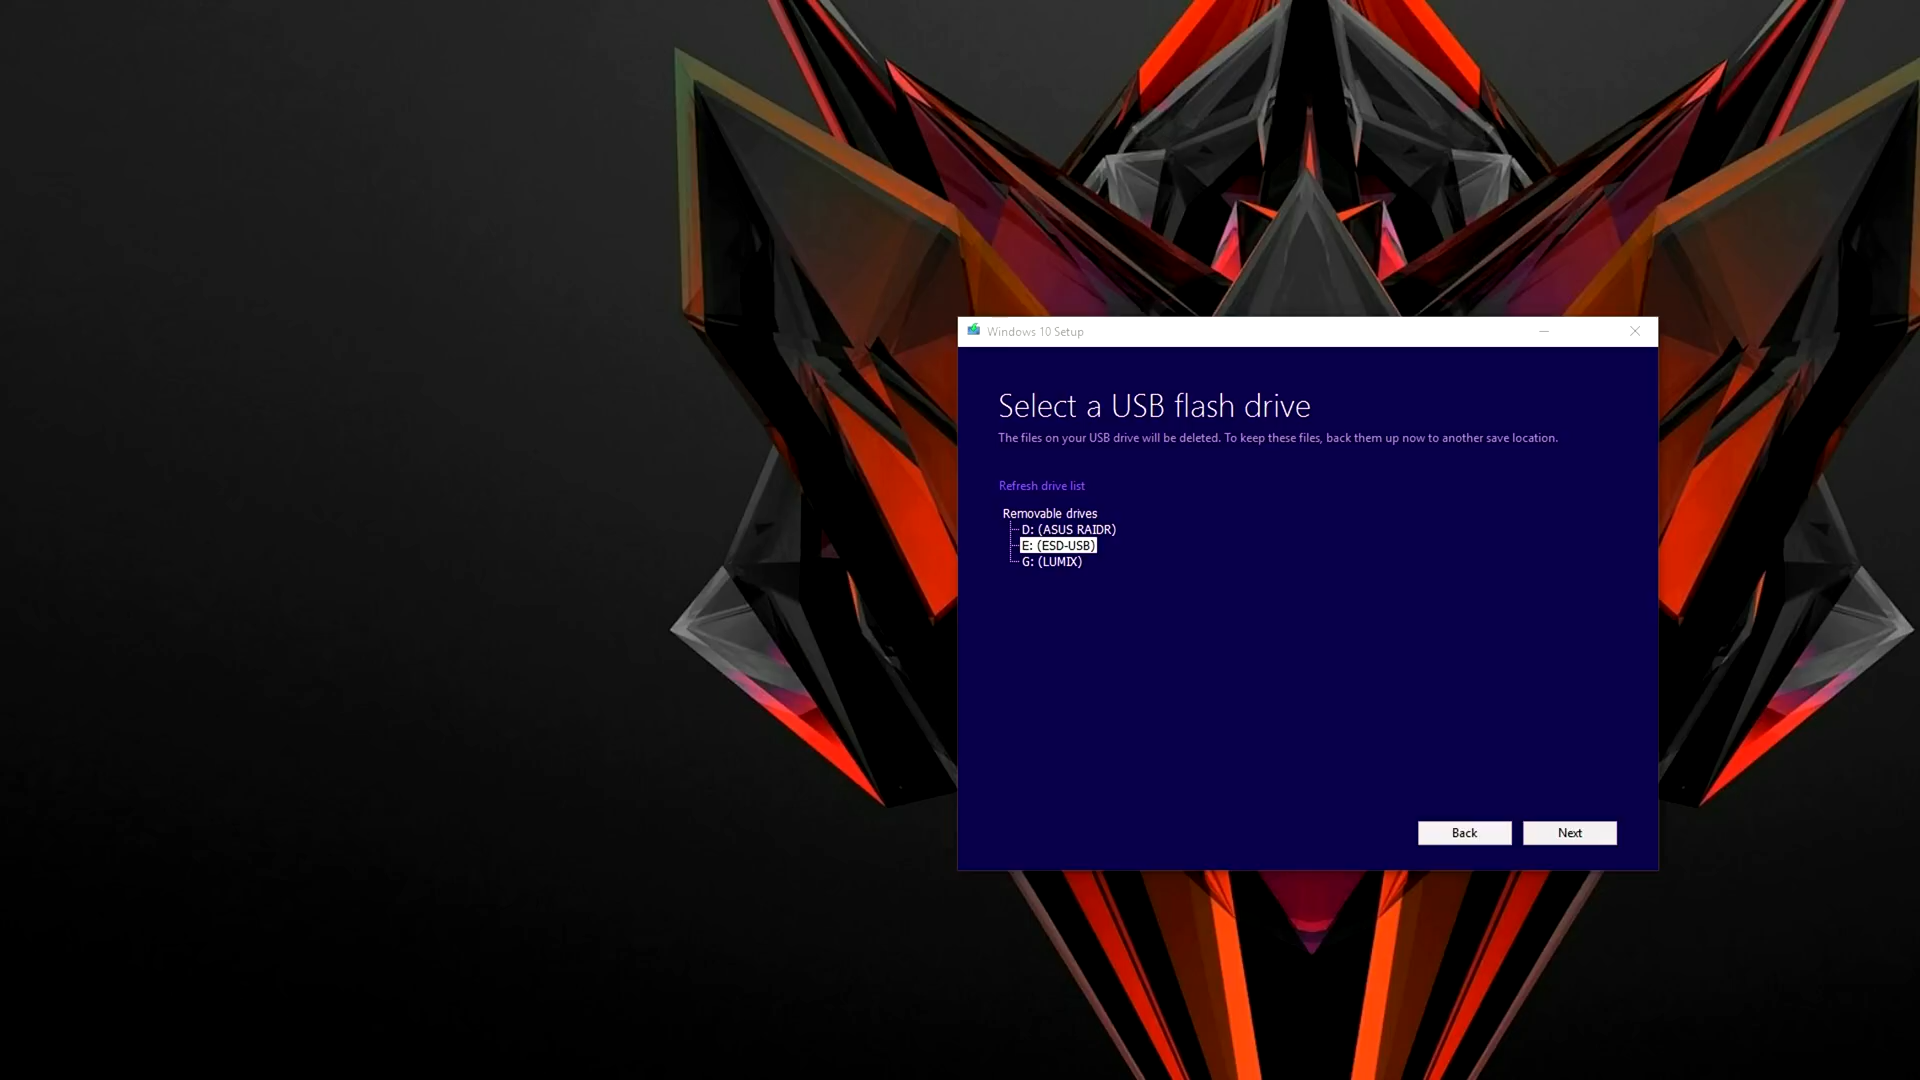 Windows 10 Setup
Select a USB flash drive
The files on your USB drive will be deleted. To keep these files, back them up now to another save location.
Refresh drive list
Removable drives
D: (ASUS RAIDR)
E: (ESD-USB)
G: (LUMIX)
Back Next